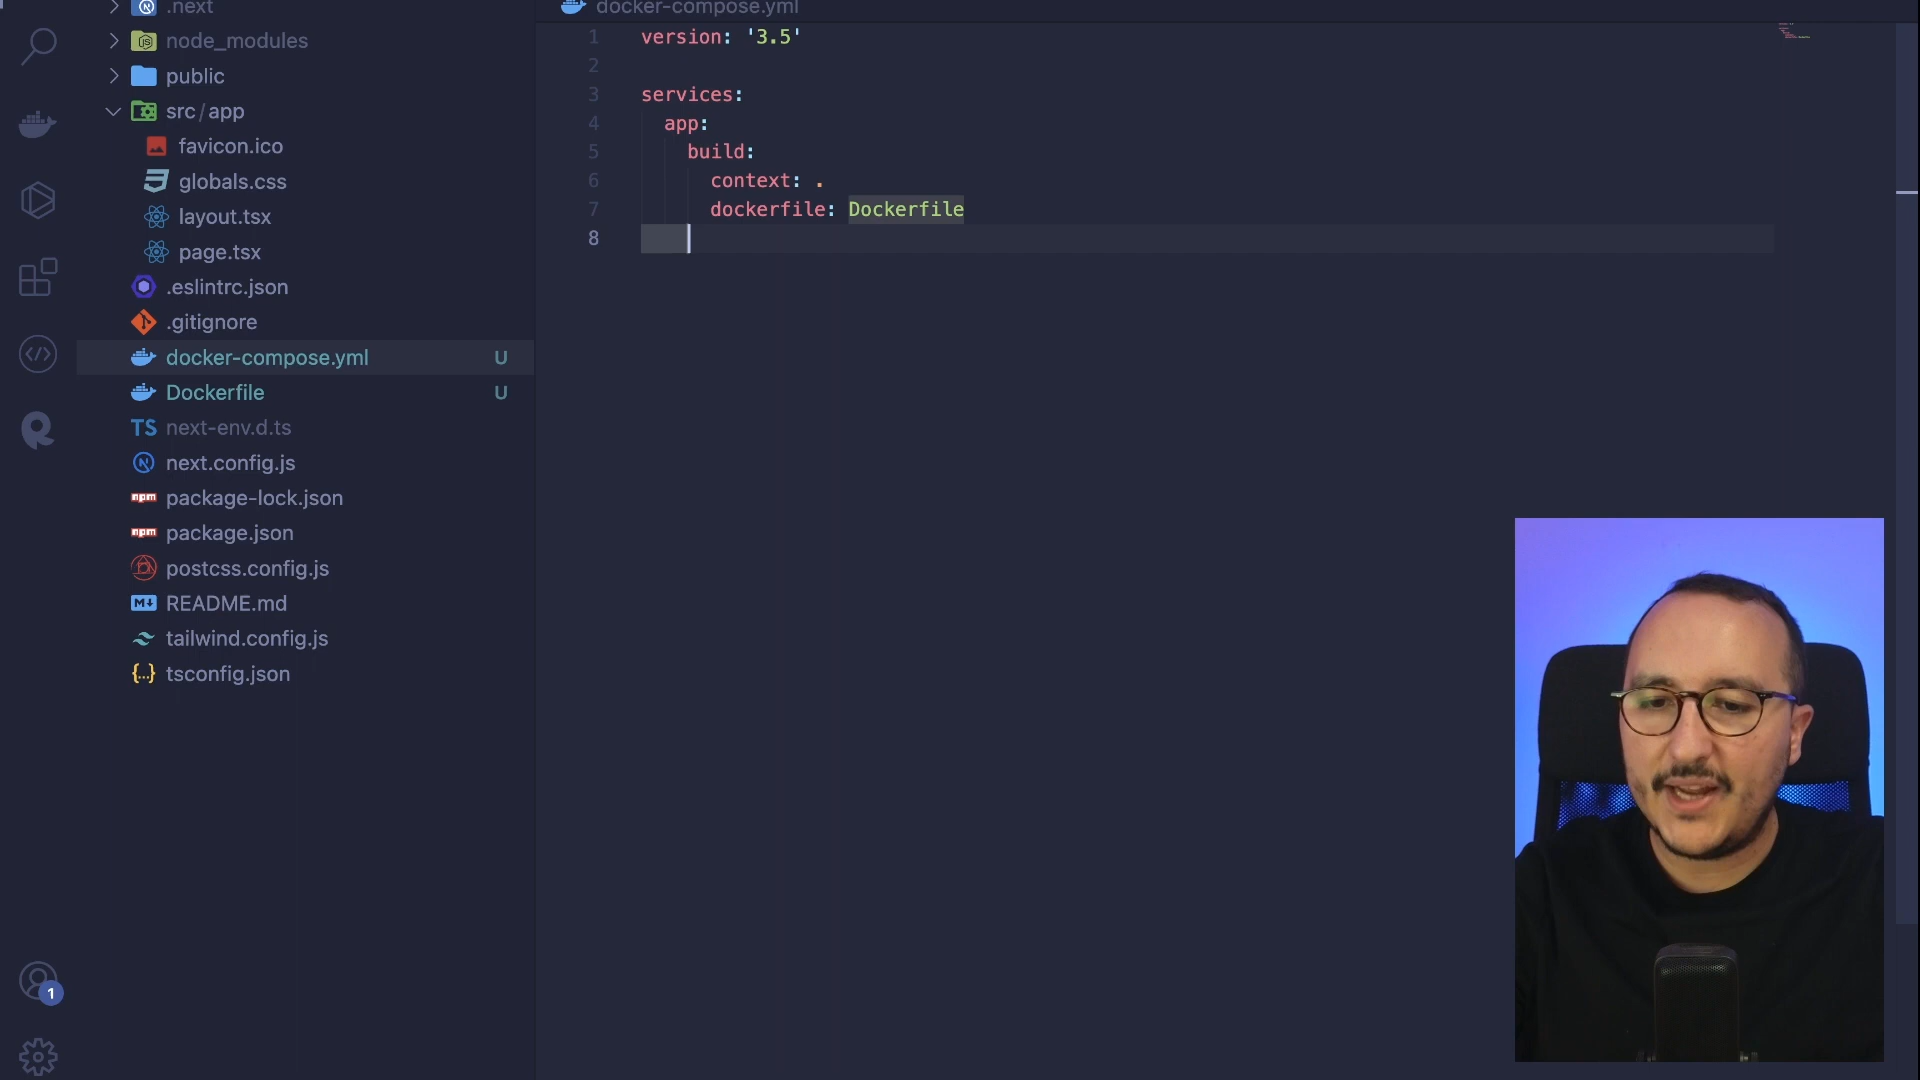 .next
node_modules
public
src/app
favicon.ico
globals.css
layout.tsx
page.tsx
.eslintrc.json
.gitignore
docker-compose.yml U
Dockerfile U
TS next-env.d.ts
next.config.js
npm package-lock.json
npm package.json
postcss.config.js
M README.md
tailwind.config.js
{...} tsconfig.json
1
docker-compose.yml
1 version: '3.5'
2
3 services:
4 app:
5 build:
6 context: .
7 dockerfile: Dockerfile
8